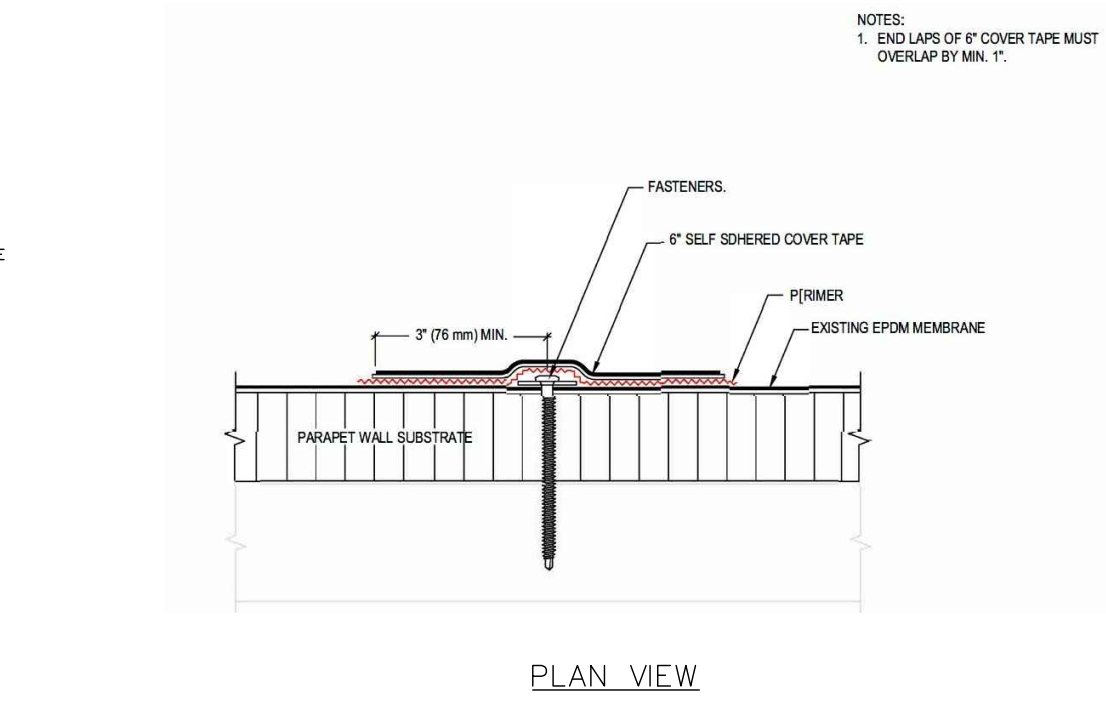 NOTES:
1. END LAPS OF 6" COVER TAPE MUST
OVERLAP BY MIN. 1".
FASTENERS.
6" SELF SDHERED COVER TAPE
E
P[RIMER
3" (76 mm) MIN.
EXISTING EPDM MEMBRANE
PARAPET WALL SUBSTRATE
PLAN VIEW